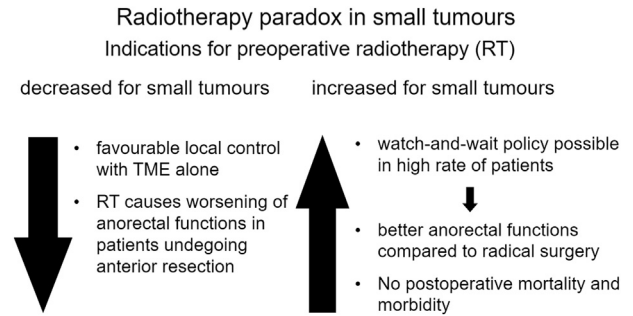 Radiotherapy paradox in small tumours
Indications for preoperative radiotherapy (RT)
decreased for small tumours
• favourable local control
with TME alone
• RT causes worsening of
anorectal functions in
patients undegoing
anterior resection
increased for small tumours
• watch-and-wait policy possible
in high rate of patients
• better anorectal functions
compared to radical surgery
• No postoperative mortality and
morbidity